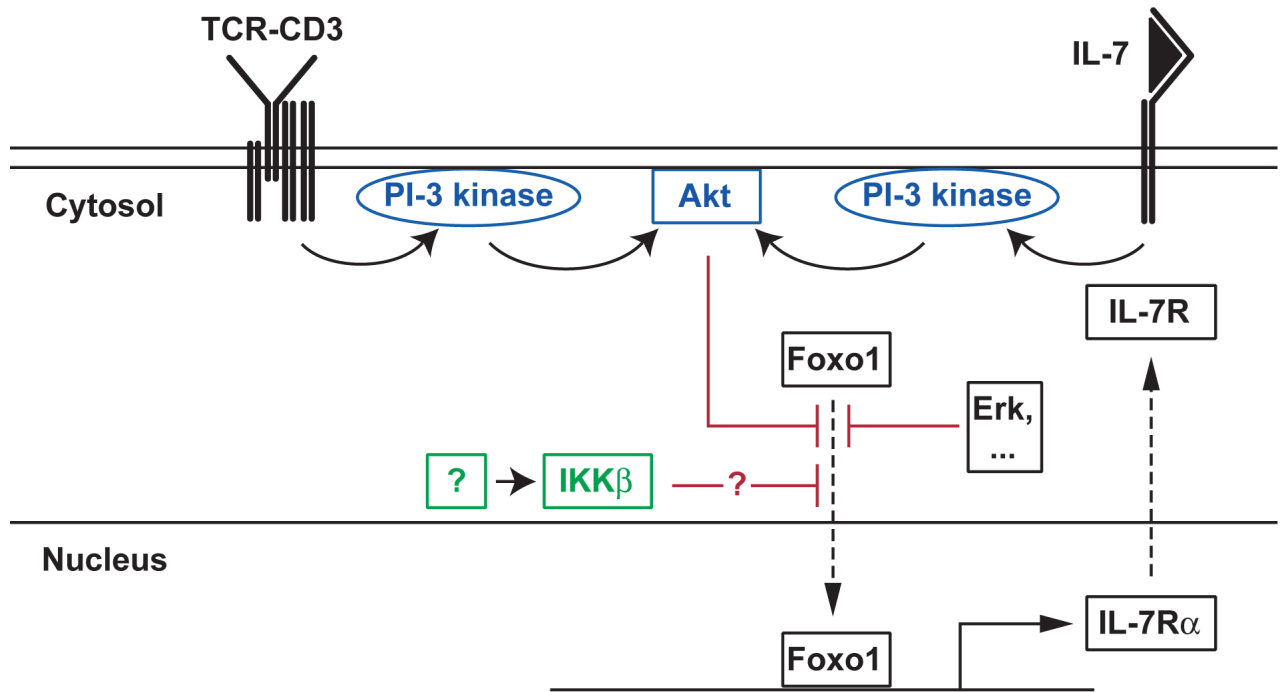 TCR-CD3
IL-7
Cytosol
PI-3 kinase
Akt
PI-3 kinase
IL-7R
Foxo1
Erk,
...
?
IKKβ
?
Nucleus
IL-7Rα
Foxo1